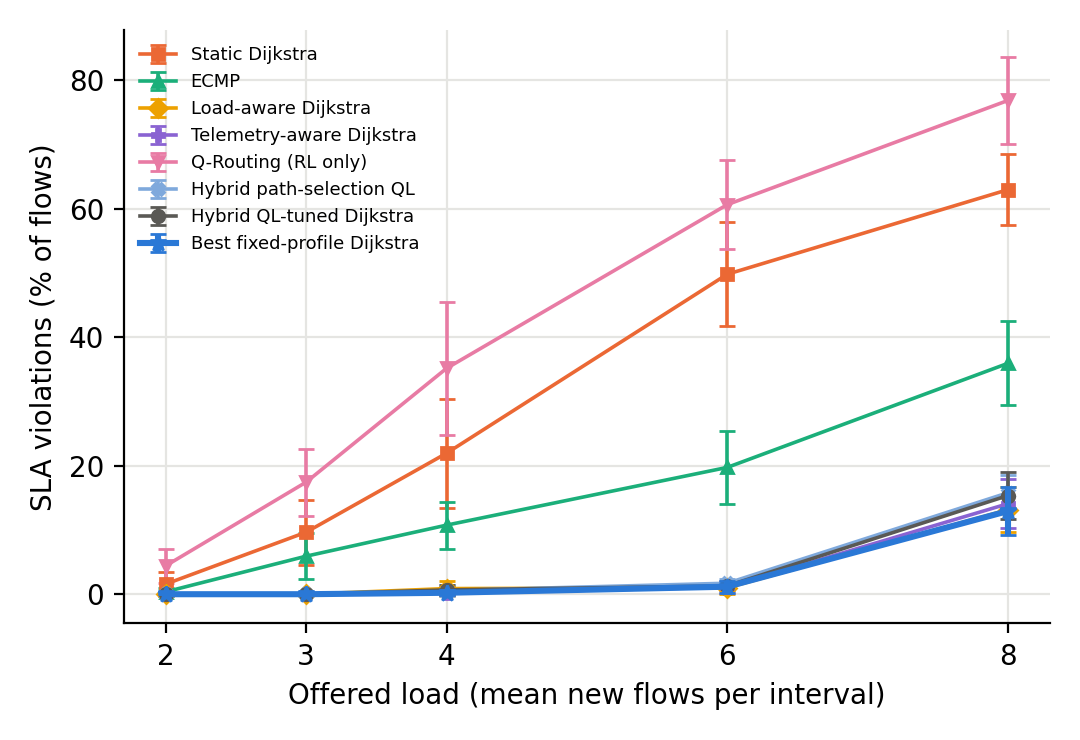 SLA violations (% of flows)
80
60
40
20
0
Static Dijkstra
ECMP
Load-aware Dijkstra
Telemetry-aware Dijkstra
Q-Routing (RL only)
Hybrid path-selection QL
Hybrid QL-tuned Dijkstra
Best fixed-profile Dijkstra
2 3 4 6 8
Offered load (mean new flows per interval)